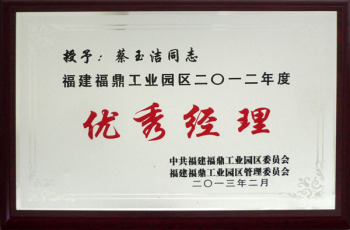 授予：蔡玉洁同志
福建福鼎工业园区二〇一二年度
优秀经理
中共福建福鼎工业园区委员会
福建福鼎工业园区管理委员会
二〇一三年二月